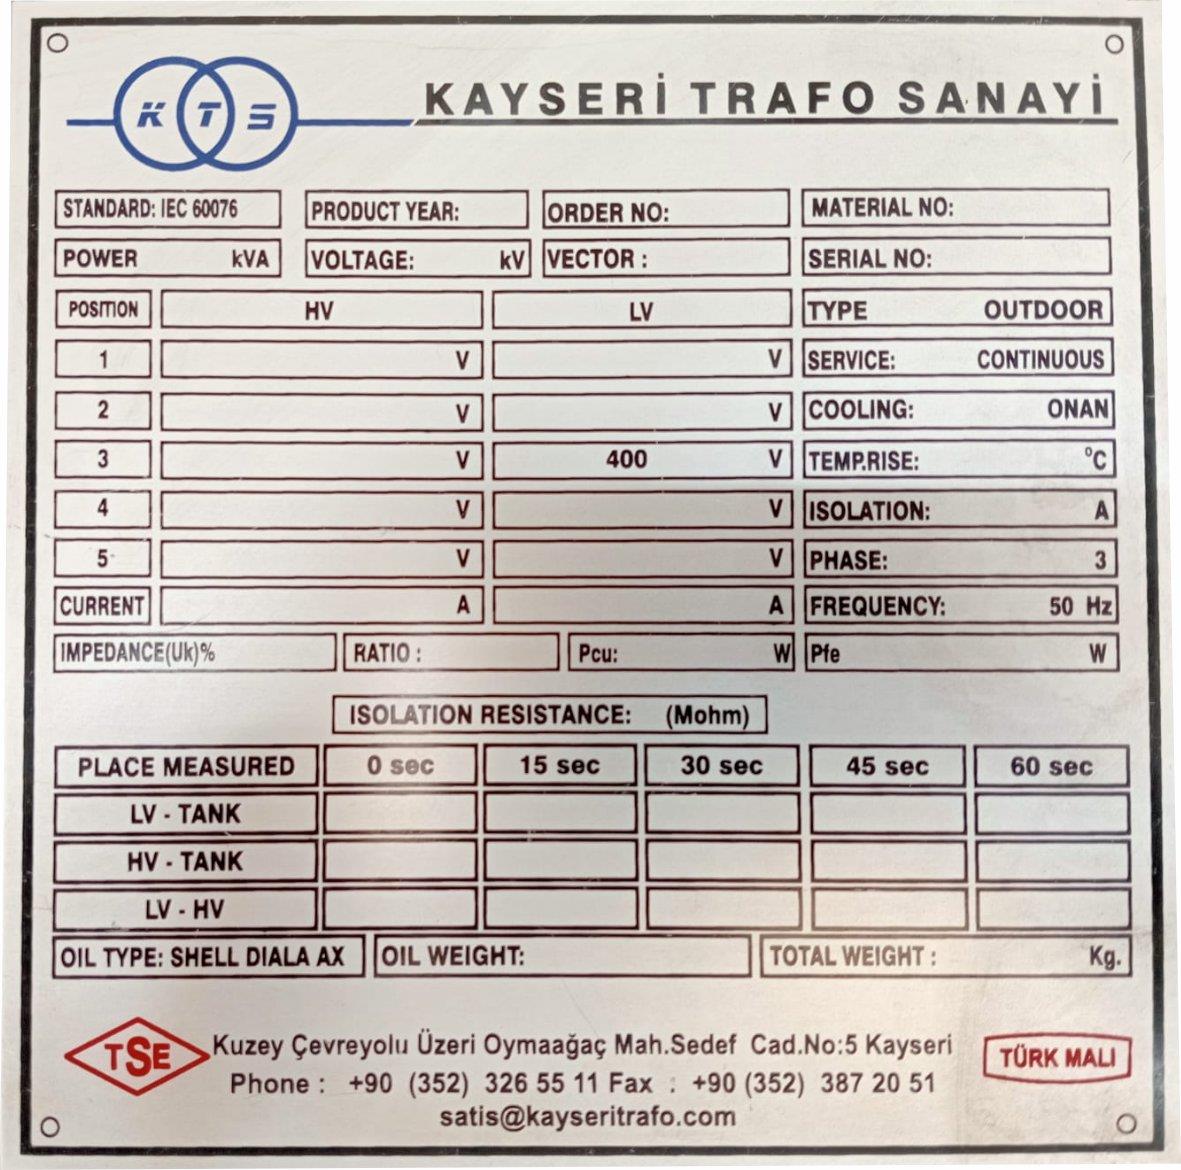 K T S
KAYSERİ TRAFO SANAYİ
STANDARD: IEC 60076 PRODUCT YEAR: ORDER NO: MATERIAL NO:
POWER kVA VOLTAGE: kV VECTOR : SERIAL NO:
POSITION HV LV TYPE OUTDOOR
1 V V SERVICE: CONTINUOUS
2 V V COOLING: ONAN
3 V 400 V TEMP.RISE: °C
4 V V ISOLATION: A
5 V V PHASE: 3
CURRENT A A FREQUENCY: 50 Hz
IMPEDANCE(Uk)% RATIO : Pcu: W Pfe W
ISOLATION RESISTANCE: (Mohm)
PLACE MEASURED 0 sec 15 sec 30 sec 45 sec 60 sec
LV - TANK
HV - TANK
LV - HV
OIL TYPE: SHELL DIALA AX OIL WEIGHT: TOTAL WEIGHT : Kg.
TSE
Kuzey Çevreyolu Üzeri Oymaağaç Mah.Sedef Cad.No:5 Kayseri
Phone : +90 (352) 326 55 11 Fax : +90 (352) 387 20 51
satis@kayseritrafo.com
TÜRK MALI